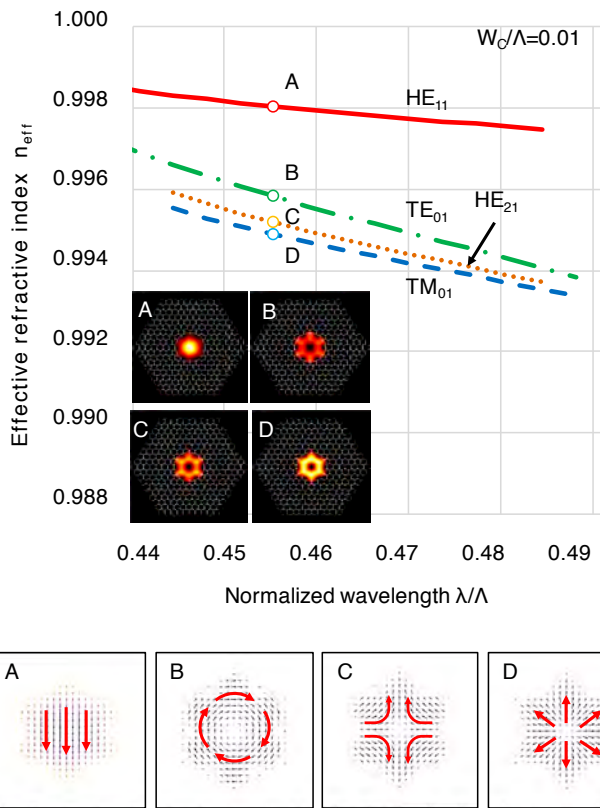 1.000
W_C/Λ=0.01
0.998
A
HE₁₁
0.996
B
HE₂₁
C
TE₀₁
0.994
D
TM₀₁
A
B
0.992
0.990
C
D
0.988
0.44
0.45
0.46
0.47
0.48
0.49
Effective refractive index n_eff
Normalized wavelength λ/Λ
A
B
C
D